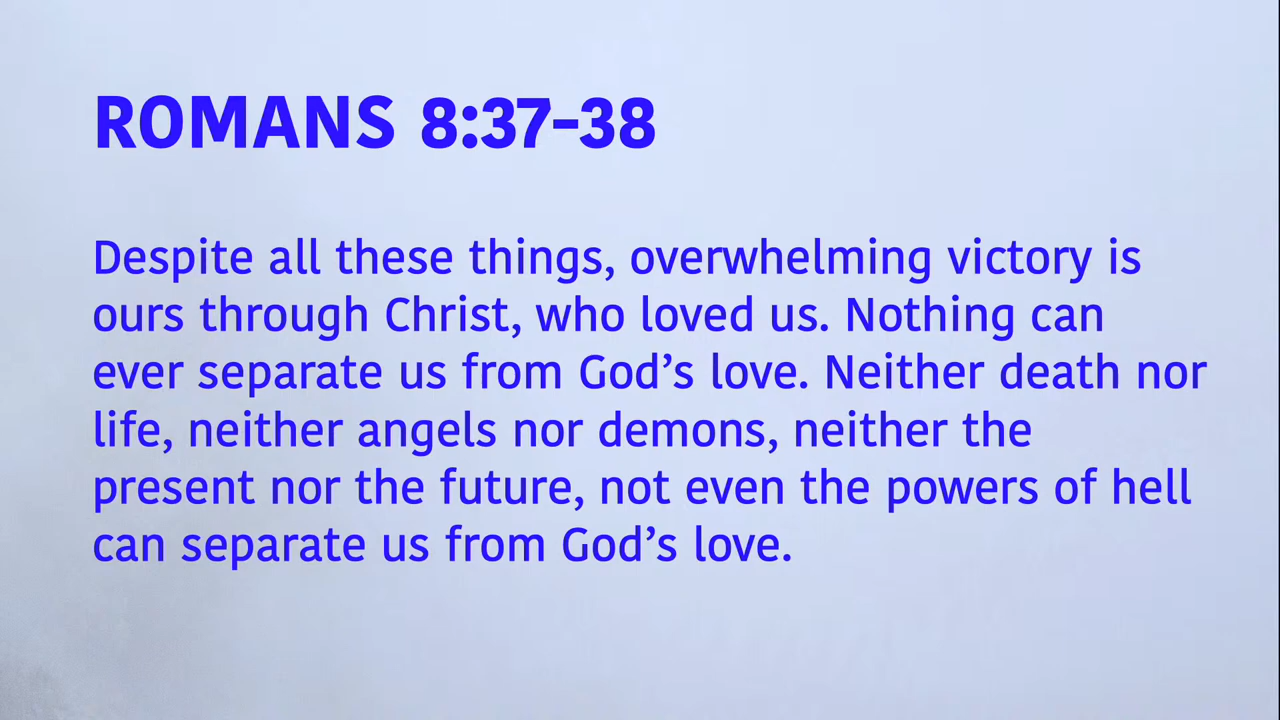 ROMANS 8:37-38
Despite all these things, overwhelming victory is
ours through Christ, who loved us. Nothing can
ever separate us from God’s love. Neither death nor
life, neither angels nor demons, neither the
present nor the future, not even the powers of hell
can separate us from God’s love.